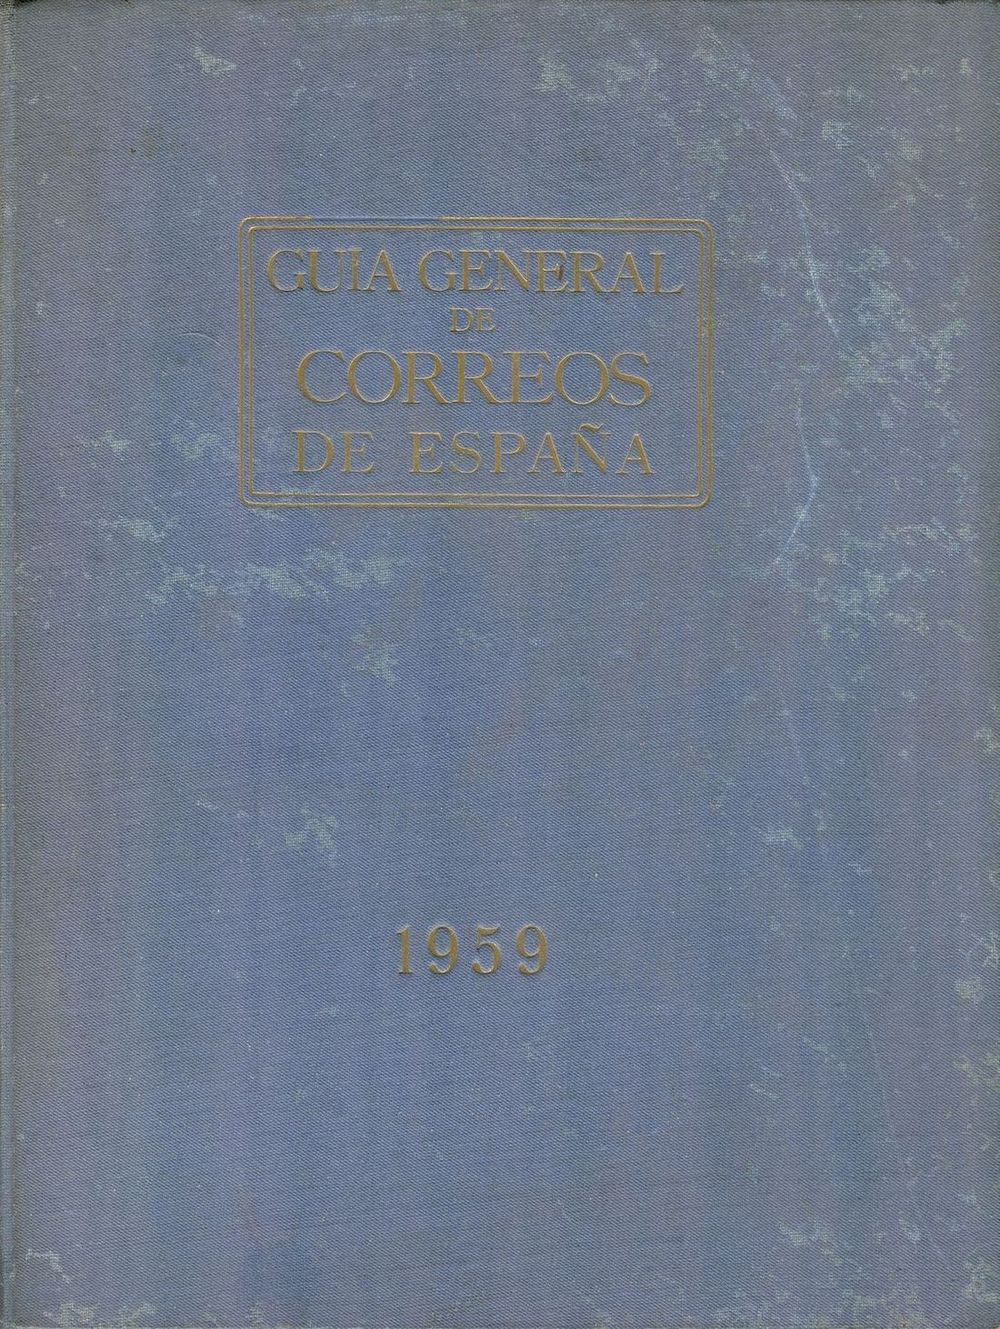 GUIA GENERAL
DE
CORREOS
DE ESPAÑA
1959